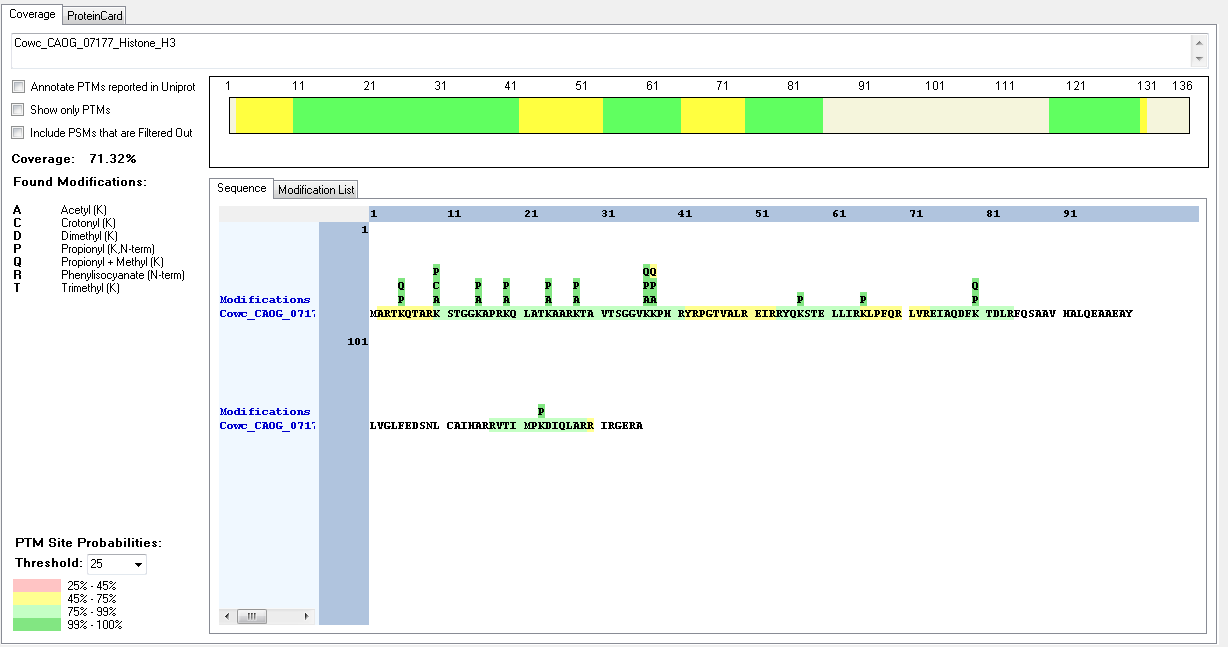 Coverage ProteinCard
Cowc_CAOG_07177_Histone_H3
Annotate PTMs reported in Uniprot
Show only PTMs
Include PSMs that are Filtered Out
Coverage: 71.32%
Found Modifications:
A Acetyl (K)
C Crotonyl (K)
D Dimethyl (K)
P Propionyl (K,N-term)
Q Propionyl + Methyl (K)
R Phenylisocyanate (N-term)
T Trimethyl (K)
1 11 21 31 41 51 61 71 81 91 101 111 121 131 136
Sequence Modification List
1 11 21 31 41 51 61 71 81 91
1
P QQ
Q C P P P P PP Q
Modifications P A A A A A AA P P P
Cowc_CAOG_0717 MARTKQTARK STGGKAPRKQ LATKAARKTA VTSGGVKKPH RYRPGTVALR EIRRYQKSTE LLIRKLPFQR LVREIAQDFK TDLRFQSAAV HALQEAAEAY
101
Modifications P
Cowc_CAOG_0717 LVGLFEDSNL CAIHARRVTI MPKDIQLARR IRGERA
PTM Site Probabilities:
Threshold: 25
25% - 45%
45% - 75%
75% - 99%
99% - 100%